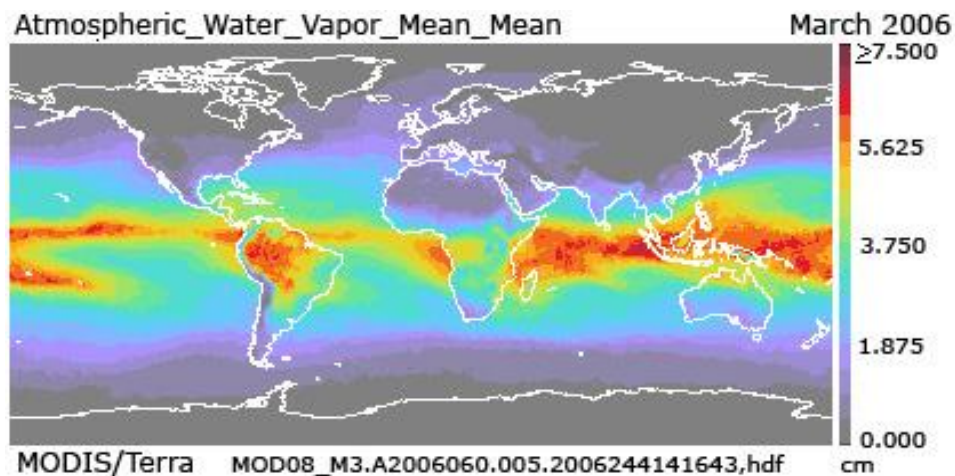 Atmospheric_Water_Vapor_Mean_Mean March 2006
≥7.500
5.625
3.750
1.875
0.000
MODIS/Terra MOD08_M3.A2006060.005.2006244141643,hdf cm